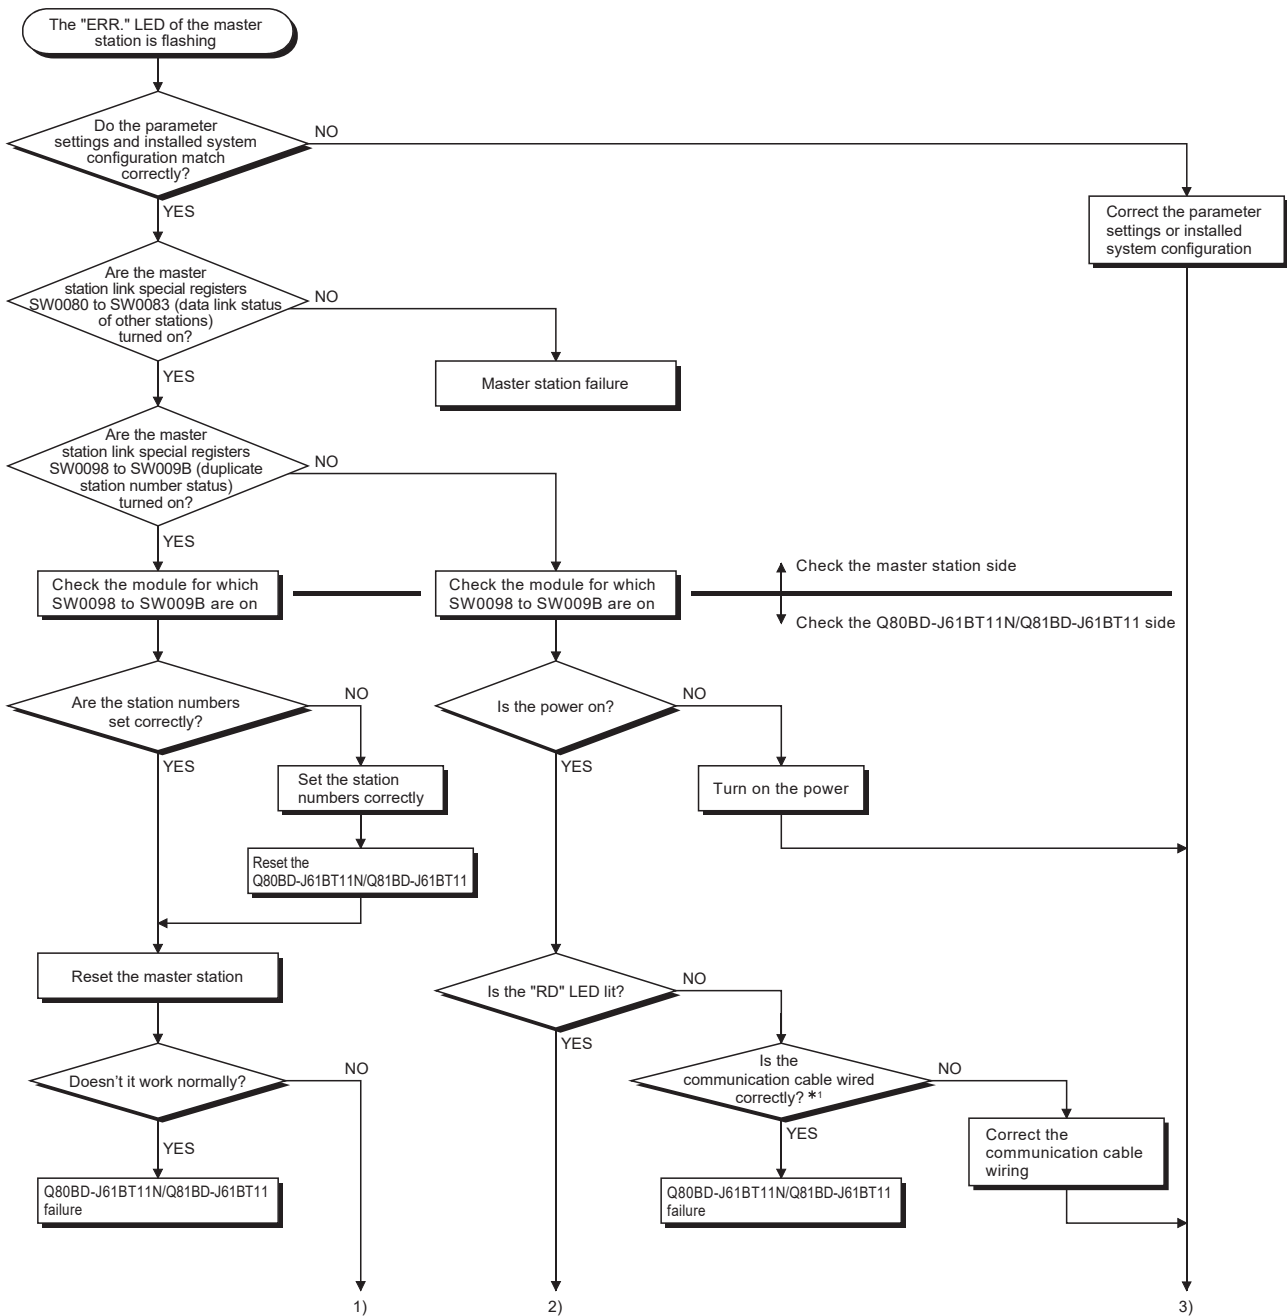 The "ERR." LED of the master
station is flashing
Do the parameter
settings and installed system
configuration match
correctly?
NO
YES
Correct the parameter
settings or installed
system configuration
Are the master
station link special registers
SW0080 to SW0083 (data link status
of other stations)
turned on?
NO
YES
Master station failure
Are the master
station link special registers
SW0098 to SW009B (duplicate
station number status)
turned on?
NO
YES
Check the module for which
SW0098 to SW009B are on
Check the module for which
SW0098 to SW009B are on
Check the master station side
Check the Q80BD-J61BT11N/Q81BD-J61BT11 side
Are the station numbers
set correctly?
NO
YES
Set the station
numbers correctly
Reset the
Q80BD-J61BT11N/Q81BD-J61BT11
Is the power on?
NO
YES
Turn on the power
Reset the master station
Is the "RD" LED lit?
NO
YES
Doesn't it work normally?
NO
YES
Is the
communication cable wired
correctly? *1
NO
YES
Correct the
communication cable
wiring
Q80BD-J61BT11N/Q81BD-J61BT11
failure
Q80BD-J61BT11N/Q81BD-J61BT11
failure
1)
2)
3)